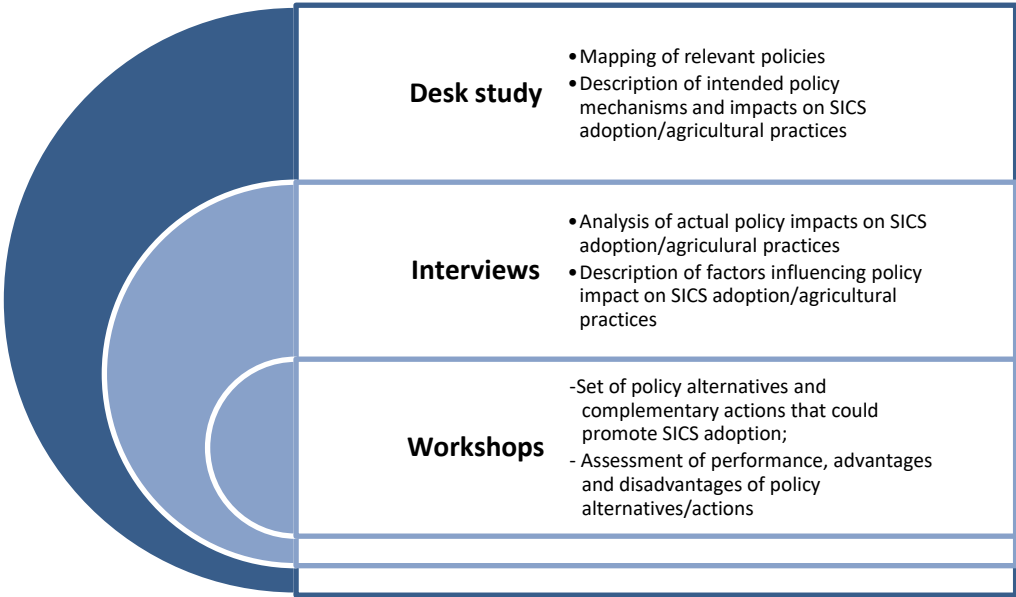 Desk study
•Mapping of relevant policies
•Description of intended policy
mechanisms and impacts on SICS
adoption/agricultural practices
Interviews
•Analysis of actual policy impacts on SICS
adoption/agriculural practices
•Description of factors influencing policy
impact on SICS adoption/agricultural
practices
Workshops
-Set of policy alternatives and
complementary actions that could
promote SICS adoption;
- Assessment of performance, advantages
and disadvantages of policy
alternatives/actions